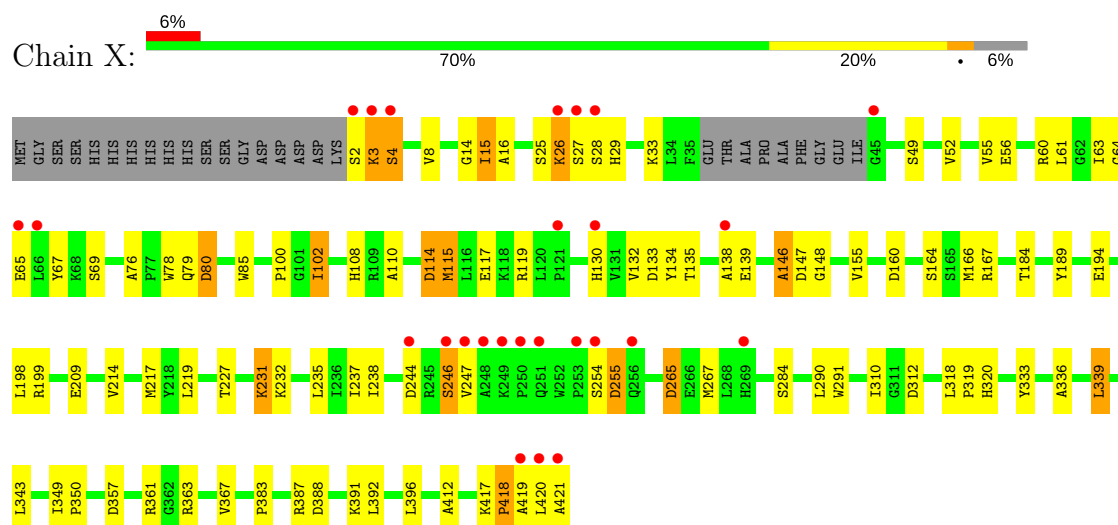 6%
Chain X:
70% 20% • 6%
MET GLY SER SER HIS HIS HIS HIS HIS HIS SER SER GLY ASP ASP ASP ASP LYS S2 K3 S4 V8 G14 I15 A16 S25 K26 S27 S28 H29 K33 L34 F35 GLU THR ALA PRO ALA PHE GLY GLU ILE G45 S49 V52 V55 E56 R60 L61 G62 I63 G64
E65 L66 Y67 K68 S69 A76 P77 W78 Q79 D80 W85 P100 G101 I102 H108 R109 A110 D114 M115 L116 E117 K118 R119 L120 P121 H130 V131 V132 D133 Y134 T135 A138 E139 A146 D147 G148 V155 D160 S164 S165 M166 R167 T184 Y189 E194
L198 R199 E209 V214 M217 Y218 L219 T227 K231 K232 L235 I236 I237 I238 D244 R245 S246 V247 A248 K249 P250 Q251 W252 P253 S254 D255 Q256 D265 E266 M267 L268 H269 S284 L290 W291 I310 G311 D312 L318 P319 H320 Y333 A336 L339
L343 I349 P350 D357 R361 G362 R363 V367 P383 R387 D388 K391 L392 L396 A412 K417 P418 A419 L420 A421